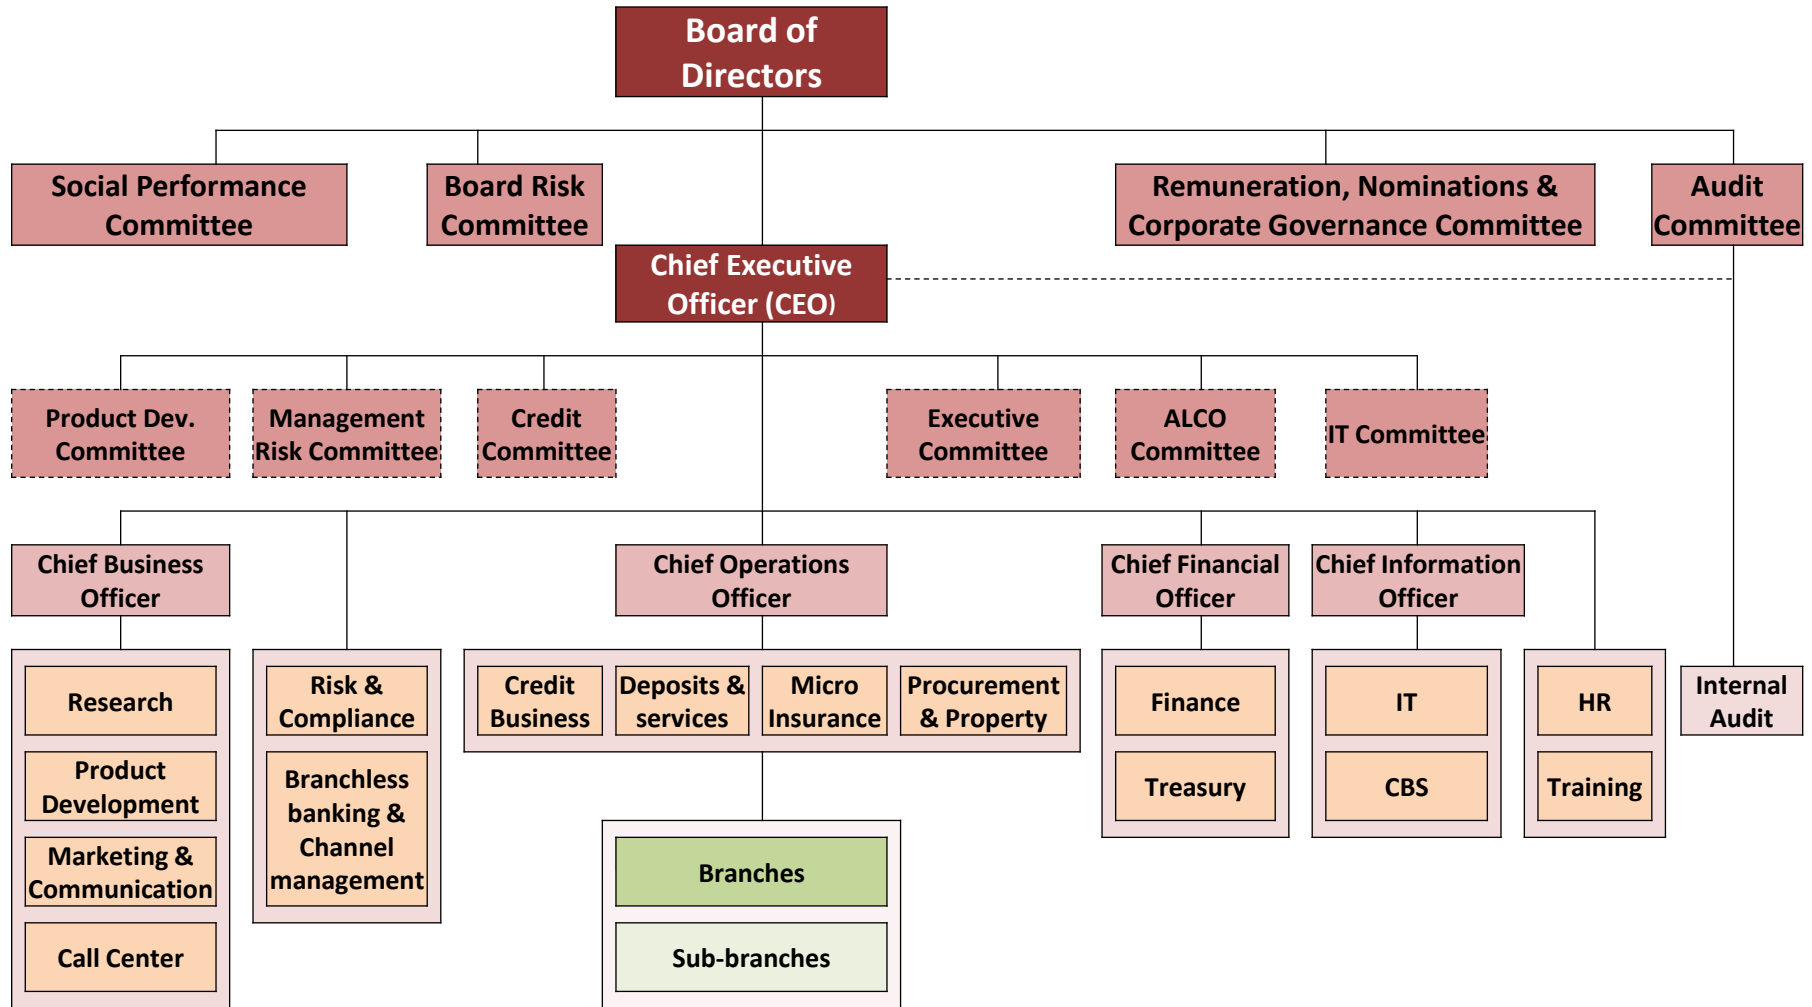 Board of
Directors
Social Performance
Committee
Board Risk
Committee
Remuneration, Nominations &
Corporate Governance Committee
Audit
Committee
Chief Executive
Officer (CEO)
Product Dev.
Committee
Management
Risk Committee
Credit
Committee
Executive
Committee
ALCO
Committee
IT Committee
Chief Business
Officer
Chief Operations
Officer
Chief Financial
Officer
Chief Information
Officer
Research
Product
Development
Marketing &
Communication
Call Center
Risk &
Compliance
Branchless
banking &
Channel
management
Credit
Business
Deposits &
services
Micro
Insurance
Procurement
& Property
Branches
Sub-branches
Finance
Treasury
IT
CBS
HR
Training
Internal
Audit